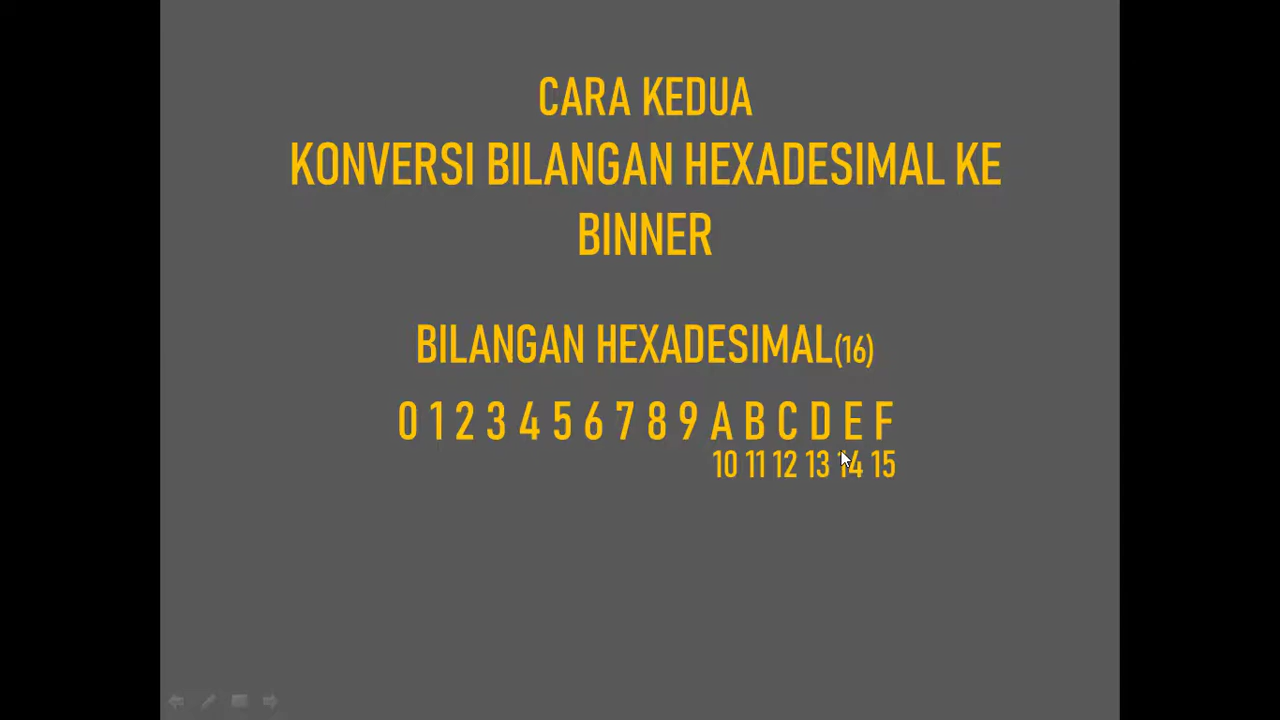 CARA KEDUA
KONVERSI BILANGAN HEXADESIMAL KE
BINNER
BILANGAN HEXADESIMAL(16)
0 1 2 3 4 5 6 7 8 9 A B C D E F
10 11 12 13 14 15